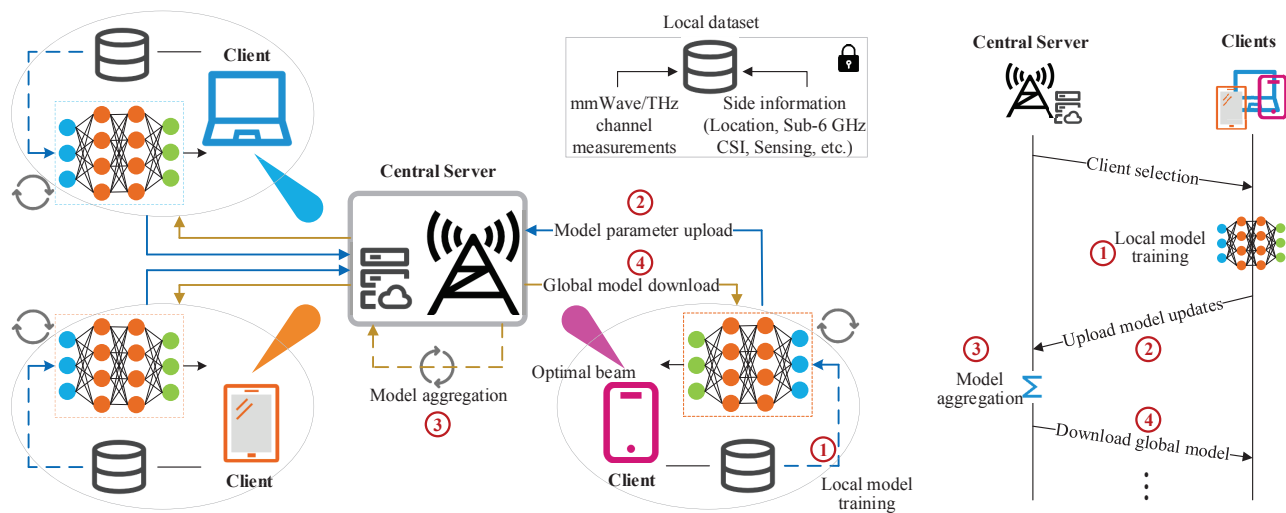 Client
Local dataset
mmWave/THz
channel
measurements
Side information
(Location, Sub-6 GHz
CSI, Sensing, etc.)
Central Server
2
Model parameter upload
4
Global model download
Model aggregation
3
Optimal beam
Client
Client
1
Local model
training
Central Server
Clients
Client selection
1
Local model
training
Upload model updates
2
3
Model
aggregation
Σ
4
Download global model